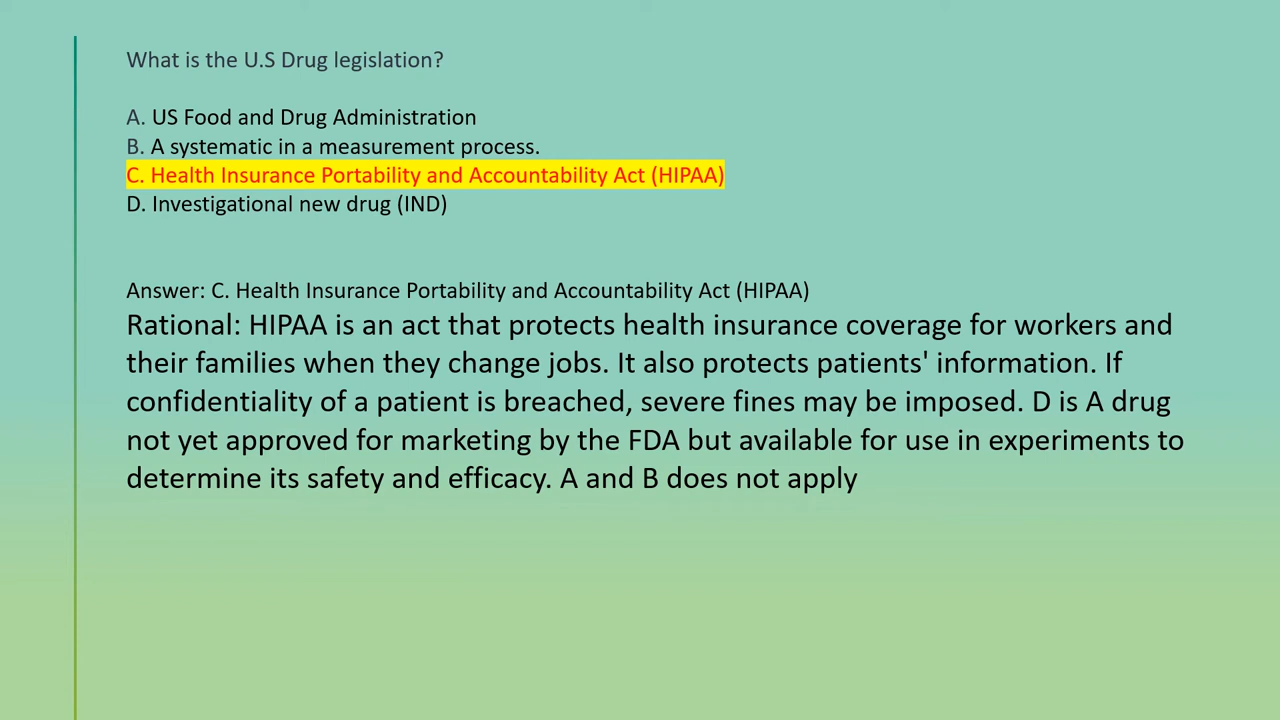 What is the U.S Drug legislation?
A. US Food and Drug Administration
B. A systematic in a measurement process.
C. Health Insurance Portability and Accountability Act (HIPAA)
D. Investigational new drug (IND)
Answer: C. Health Insurance Portability and Accountability Act (HIPAA)
Rational: HIPAA is an act that protects health insurance coverage for workers and
their families when they change jobs. It also protects patients' information. If
confidentiality of a patient is breached, severe fines may be imposed. D is A drug
not yet approved for marketing by the FDA but available for use in experiments to
determine its safety and efficacy. A and B does not apply